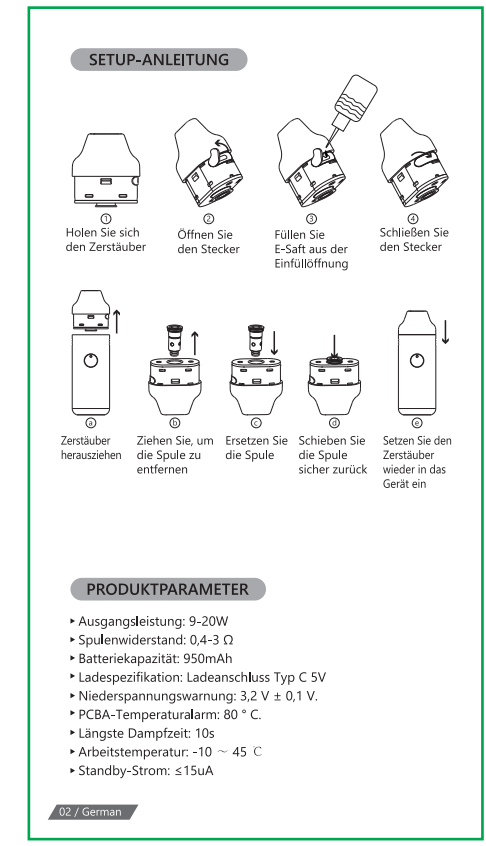 SETUP-ANLEITUNG
① ② ③ ④
Holen Sie sich
den Zerstäuber
Öffnen Sie
den Stecker
Füllen Sie
E-Saft aus der
Einfüllöffnung
Schließen Sie
den Stecker
ⓐ ⓑ ⓒ ⓓ ⓔ
Zerstäuber
herausziehen
Ziehen Sie, um
die Spule zu
entfernen
Ersetzen Sie
die Spule
Schieben Sie
die Spule
sicher zurück
Setzen Sie den
Zerstäuber
wieder in das
Gerät ein
PRODUKTPARAMETER
▸ Ausgangsleistung: 9-20W
▸ Spulenwiderstand: 0,4-3 Ω
▸ Batteriekapazität: 950mAh
▸ Ladespezifikation: Ladeanschluss Typ C 5V
▸ Niederspannungswarnung: 3,2 V ± 0,1 V.
▸ PCBA-Temperaturalarm: 80 ° C.
▸ Längste Dampfzeit: 10s
▸ Arbeitstemperatur: -10 ～ 45 ℃
▸ Standby-Strom: ≤15uA
02 / German